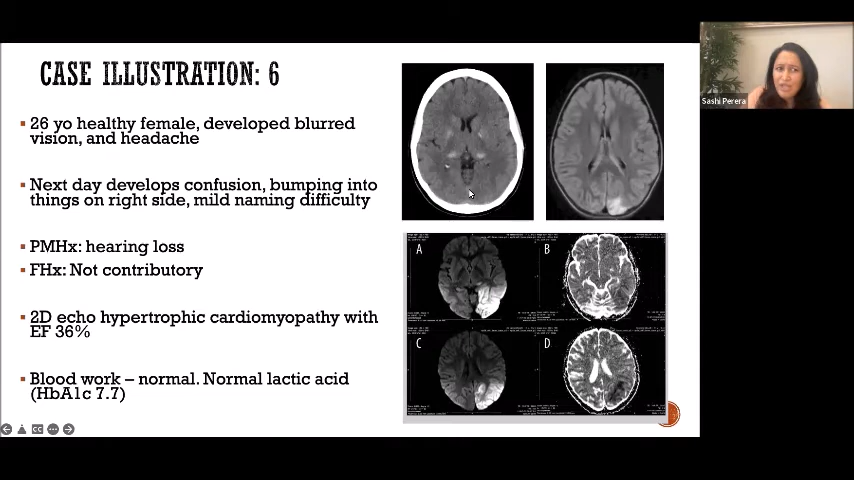 CASE ILLUSTRATION: 6
26 yo healthy female, developed blurred
vision, and headache
Next day develops confusion, bumping into
things on right side, mild naming difficulty
PMHx: hearing loss
FHx: Not contributory
2D echo hypertrophic cardiomyopathy with
EF 36%
Blood work – normal. Normal lactic acid
(HbA1c 7.7)
A
B
C
D
CC
Sashi Perera